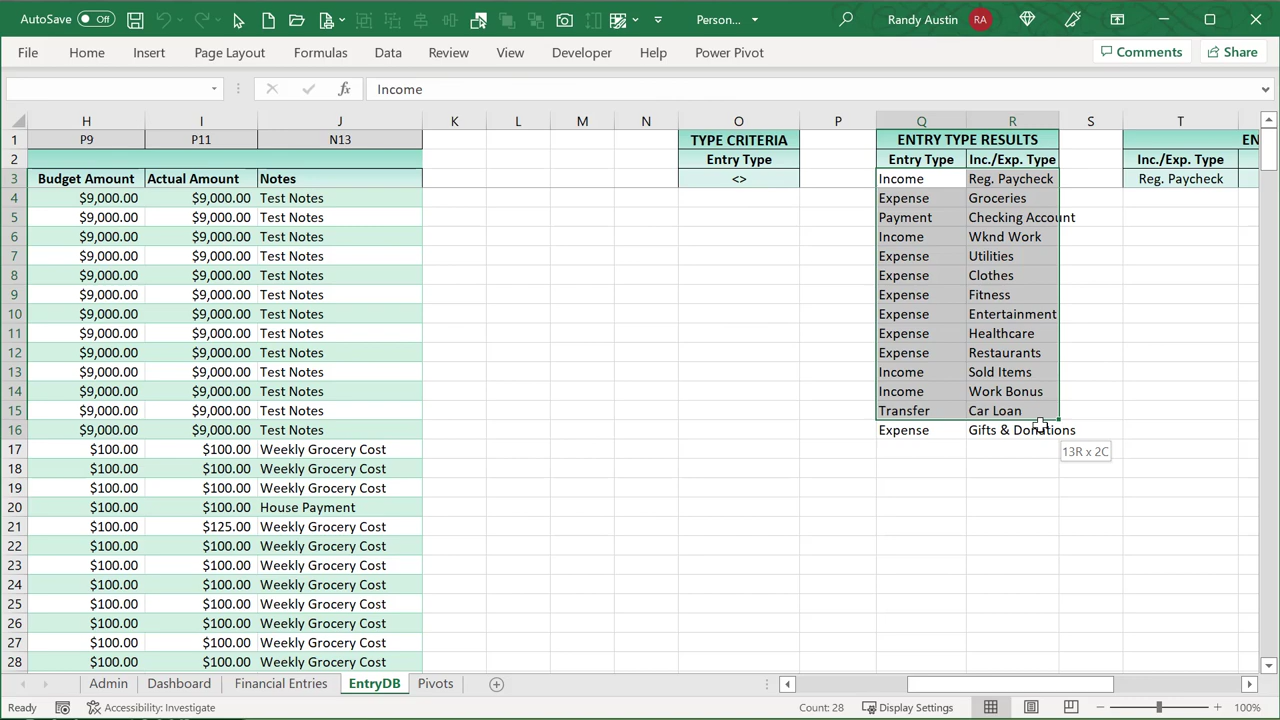 AutoSave Off Person... Randy Austin RA
File Home Insert Page Layout Formulas Data Review View Developer Help Power Pivot Comments Share
Income
H I J K L M N O P Q R S T
1 P9 P11 N13 TYPE CRITERIA ENTRY TYPE RESULTS EN
2 Entry Type Entry Type Inc./Exp. Type Inc./Exp. Type
3 Budget Amount Actual Amount Notes <> Income Reg. Paycheck Reg. Paycheck
4 $9,000.00 $9,000.00 Test Notes Expense Groceries
5 $9,000.00 $9,000.00 Test Notes Payment Checking Account
6 $9,000.00 $9,000.00 Test Notes Income Wknd Work
7 $9,000.00 $9,000.00 Test Notes Expense Utilities
8 $9,000.00 $9,000.00 Test Notes Expense Clothes
9 $9,000.00 $9,000.00 Test Notes Expense Fitness
10 $9,000.00 $9,000.00 Test Notes Expense Entertainment
11 $9,000.00 $9,000.00 Test Notes Expense Healthcare
12 $9,000.00 $9,000.00 Test Notes Expense Restaurants
13 $9,000.00 $9,000.00 Test Notes Income Sold Items
14 $9,000.00 $9,000.00 Test Notes Income Work Bonus
15 $9,000.00 $9,000.00 Test Notes Transfer Car Loan
16 $9,000.00 $9,000.00 Test Notes Expense Gifts & Donations
17 $100.00 $100.00 Weekly Grocery Cost 13R x 2C
18 $100.00 $100.00 Weekly Grocery Cost
19 $100.00 $100.00 Weekly Grocery Cost
20 $100.00 $100.00 House Payment
21 $100.00 $125.00 Weekly Grocery Cost
22 $100.00 $100.00 Weekly Grocery Cost
23 $100.00 $100.00 Weekly Grocery Cost
24 $100.00 $100.00 Weekly Grocery Cost
25 $100.00 $100.00 Weekly Grocery Cost
26 $100.00 $100.00 Weekly Grocery Cost
27 $100.00 $100.00 Weekly Grocery Cost
28 $100.00 $100.00 Weekly Grocery Cost
Admin Dashboard Financial Entries EntryDB Pivots
Ready Accessibility: Investigate Count: 28 Display Settings 100%